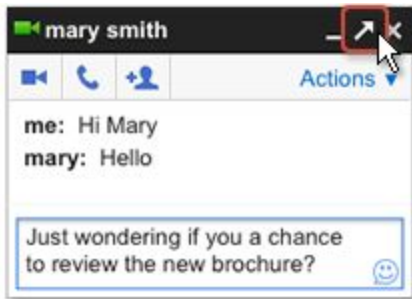 mary smith
Actions
me: Hi Mary
mary: Hello
Just wondering if you a chance
to review the new brochure?